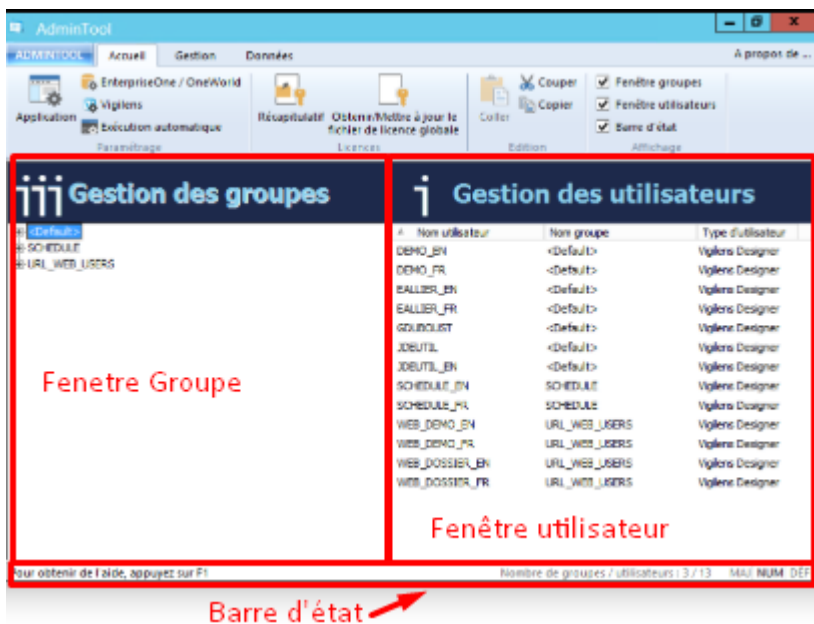 AdminTool
ADMINTOOL Accueil Gestion Données A propos de ...
Application
EnterpriseOne / OneWorld
Vigilens
Exécution automatique
Paramétrage
Récapitulatif
Obtenir/Mettre à jour le
fichier de licence globale
Licences
Coller
Couper
Copier
Edition
Fenêtre groupes
Fenêtre utilisateurs
Barre d'état
Affichage
Gestion des groupes
<Default>
SCHEDULE
URL_WEB_USERS
Fenetre Groupe
Gestion des utilisateurs
Nom utilisateur Nom groupe Type d'utilisateur
DEMO_EN <Default> Vigilens Designer
DEMO_FR <Default> Vigilens Designer
EALLIER_EN <Default> Vigilens Designer
EALLIER_FR <Default> Vigilens Designer
GDUBOUST <Default> Vigilens Designer
JDEUTIL <Default> Vigilens Designer
JDEUTIL_EN <Default> Vigilens Designer
SCHEDULE_EN SCHEDULE Vigilens Designer
SCHEDULE_FR SCHEDULE Vigilens Designer
WEB_DEMO_EN URL_WEB_USERS Vigilens Designer
WEB_DEMO_FR URL_WEB_USERS Vigilens Designer
WEB_DOSSIER_EN URL_WEB_USERS Vigilens Designer
WEB_DOSSIER_FR URL_WEB_USERS Vigilens Designer
Fenêtre utilisateur
Pour obtenir de l'aide, appuyez sur F1 Nombre de groupes / utilisateurs : 3 / 13 MAJ NUM DÉF
Barre d'état